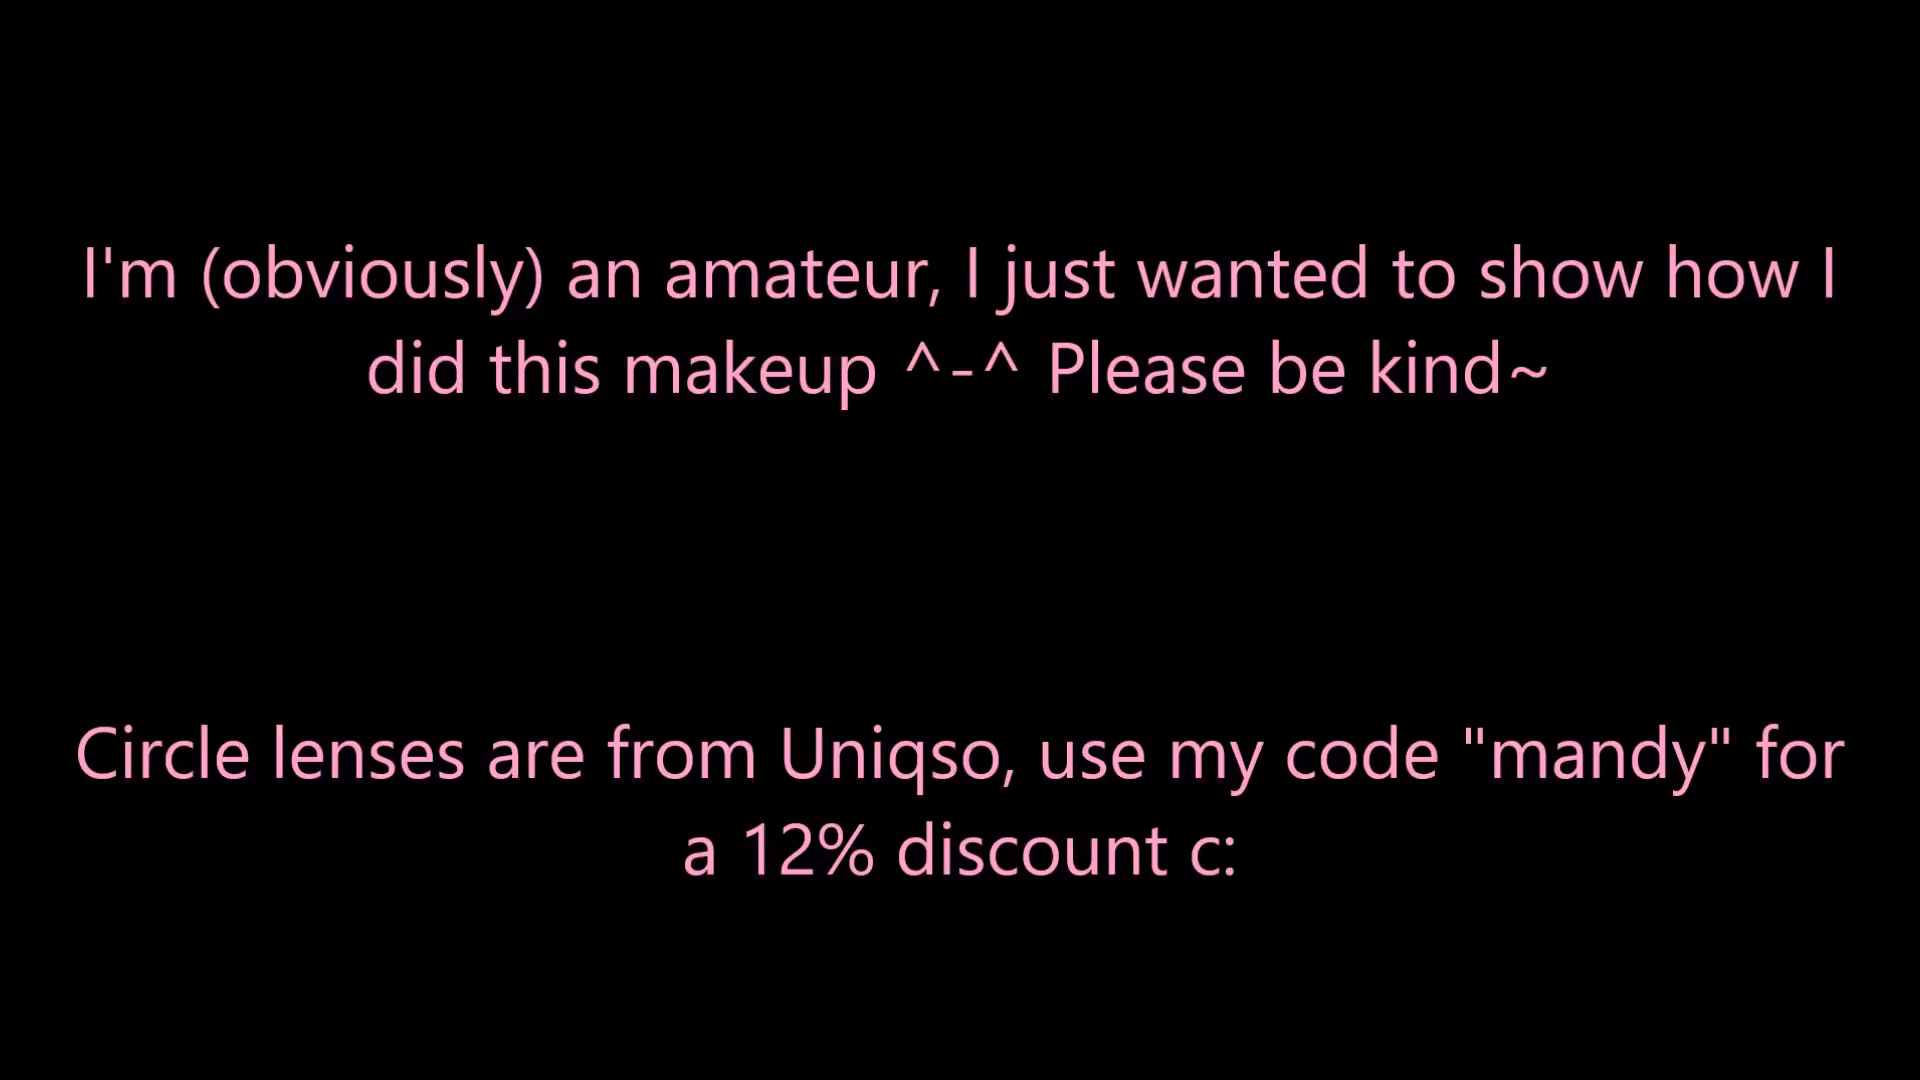 I'm (obviously) an amateur, I just wanted to show how I
did this makeup ^-^ Please be kind~
Circle lenses are from Uniqso, use my code "mandy" for
a 12% discount c: